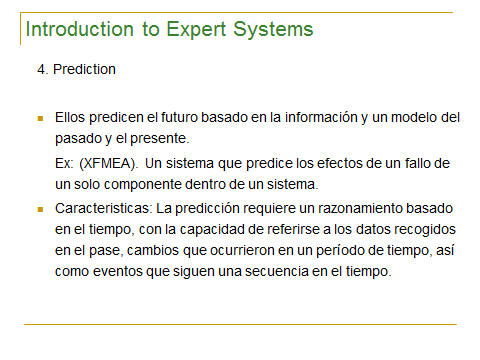 Introduction to Expert Systems
4. Prediction
Ellos predicen el futuro basado en la información y un modelo del
pasado y el presente.
Ex: (XFMEA). Un sistema que predice los efectos de un fallo de
un solo componente dentro de un sistema.
Caracteristicas: La predicción requiere un razonamiento basado
en el tiempo, con la capacidad de referirse a los datos recogidos
en el pase, cambios que ocurrieron en un período de tiempo, así
como eventos que siguen una secuencia en el tiempo.